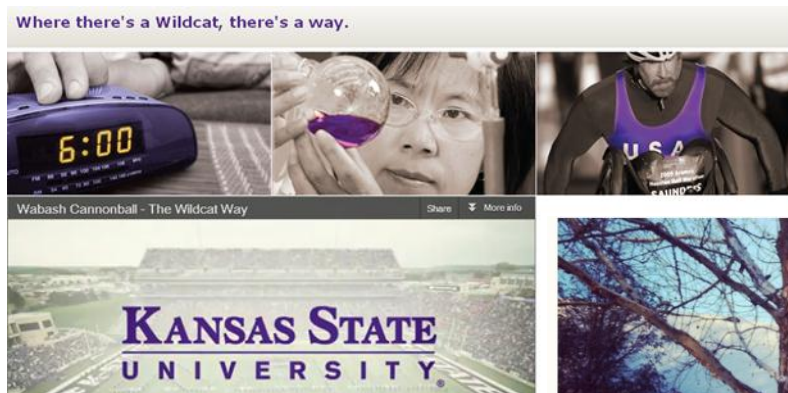 Where there's a Wildcat, there's a way.
6:00
USA
SAUNDERS
Wabash Cannonball - The Wildcat Way
Share
More info
KANSAS STATE
UNIVERSITY®